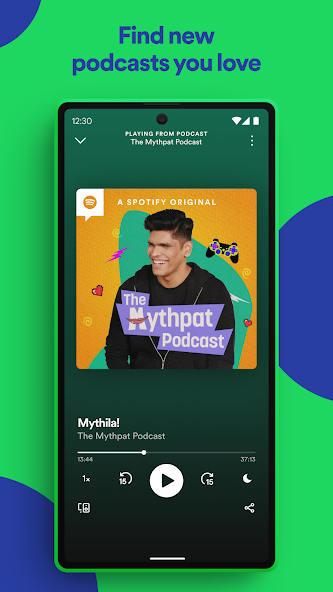 Find new
podcasts you love
12:30
PLAYING FROM PODCAST
The Mythpat Podcast
A SPOTIFY ORIGINAL
The
Mythpat
Podcast
Mythila!
The Mythpat Podcast
13:44
37:13
1x
15
15